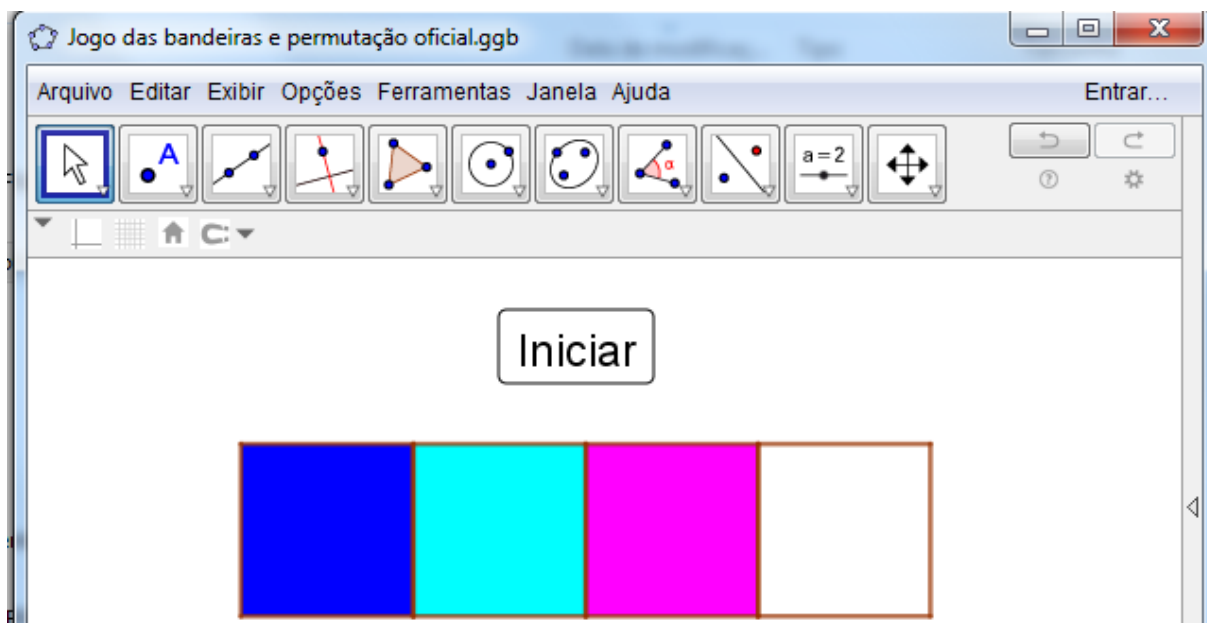 Jogo das bandeiras e permutação oficial.ggb
Arquivo Editar Exibir Opções Ferramentas Janela Ajuda Entrar...
A α a=2
Iniciar